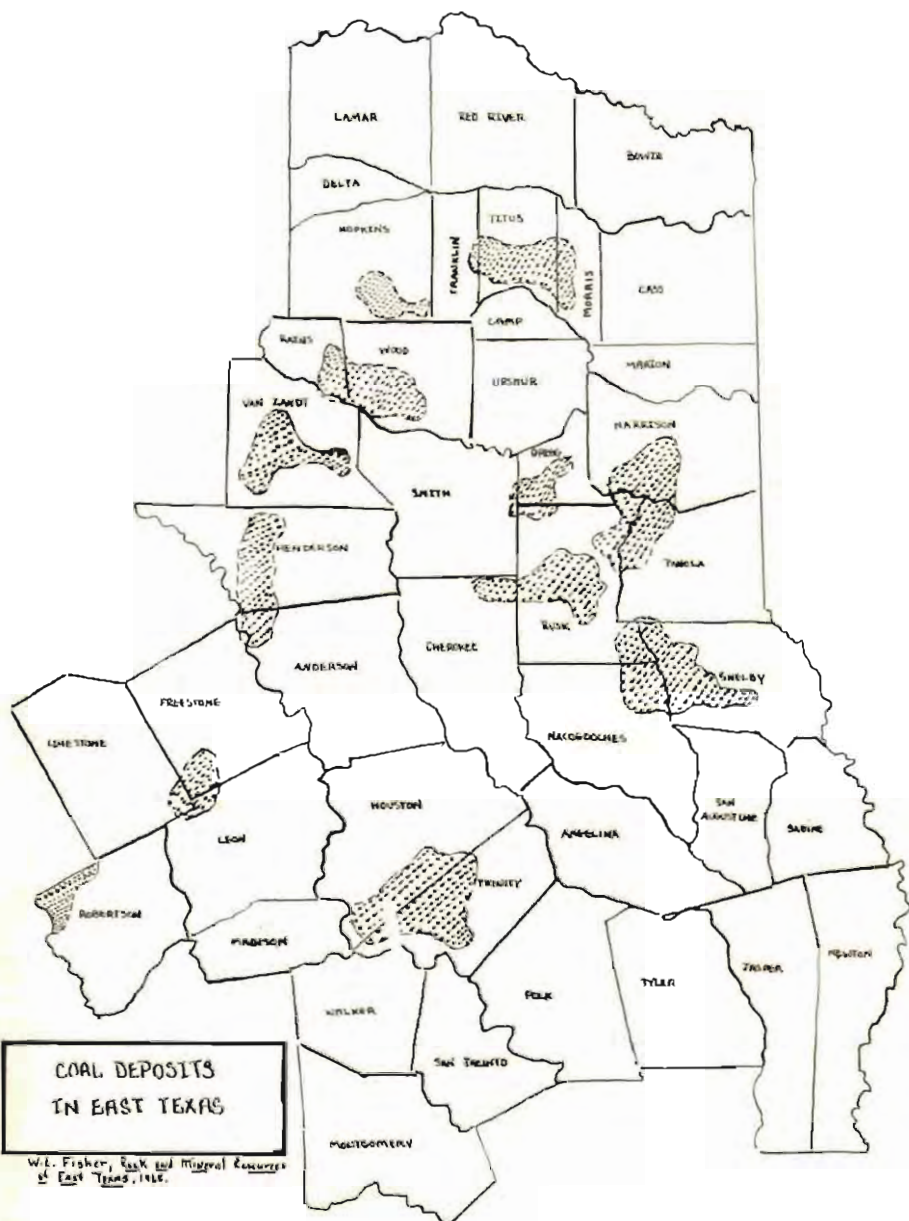 LAMAR
RED RIVER
BOWIE
DELTA
HOPKINS
FRANKLIN
TITUS
MORRIS
CASS
CAMP
RAINS
WOOD
UPSHUR
MARION
VAN ZANDT
HARRISON
GREGG
SMITH
HENDERSON
PANOLA
RUSK
CHEROKEE
ANDERSON
SHELBY
FREESTONE
LIMESTONE
NACOGDOCHES
HOUSTON
SAN
AUGUSTINE
SABINE
LEON
ANGELINA
TRINITY
ROBERTSON
MADISON
POLK
TYLER
JASPER
NEWTON
WALKER
SAN JACINTO
MONTGOMERY
COAL DEPOSITS
IN EAST TEXAS
W.L. Fisher, Rock and Mineral Resources
of East Texas,